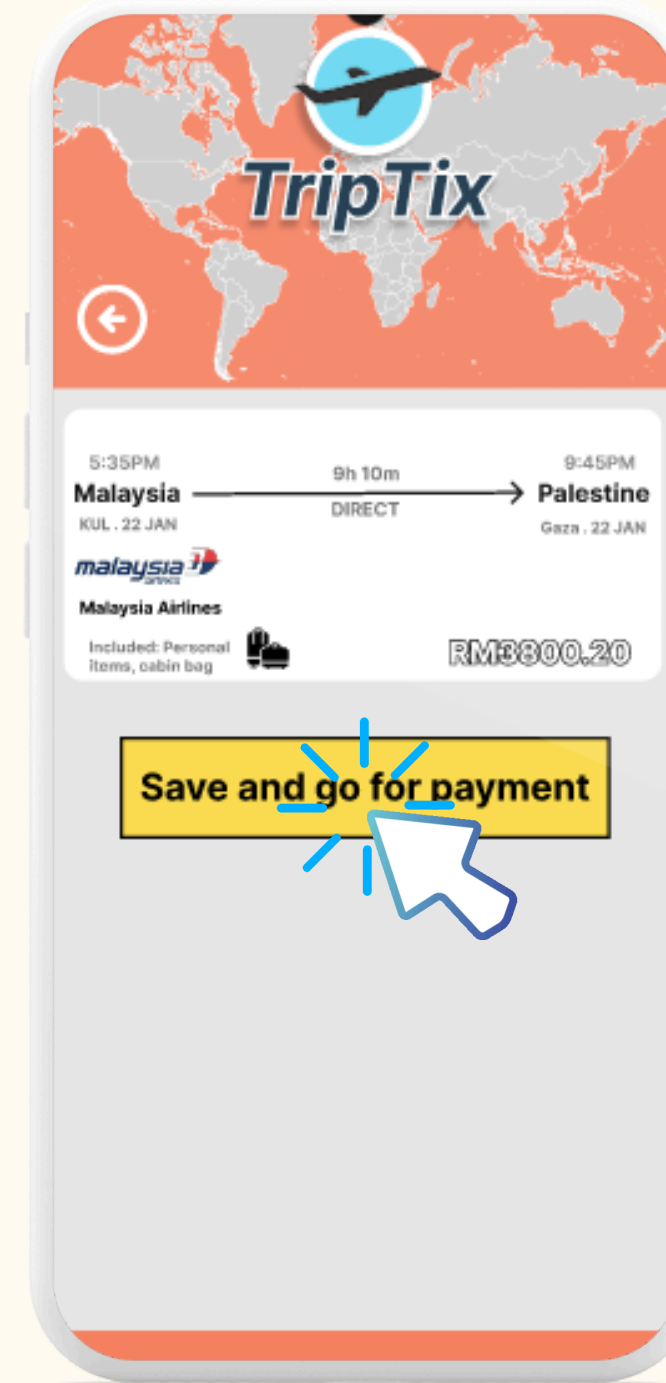 TripTix
5:35PM
9h 10m
9:45PM
Malaysia
Palestine
KUL . 22 JAN
DIRECT
Gaza . 22 JAN
malaysia
airlines
Malaysia Airlines
Included: Personal
items, cabin bag
RM3800.20
Save and go for payment